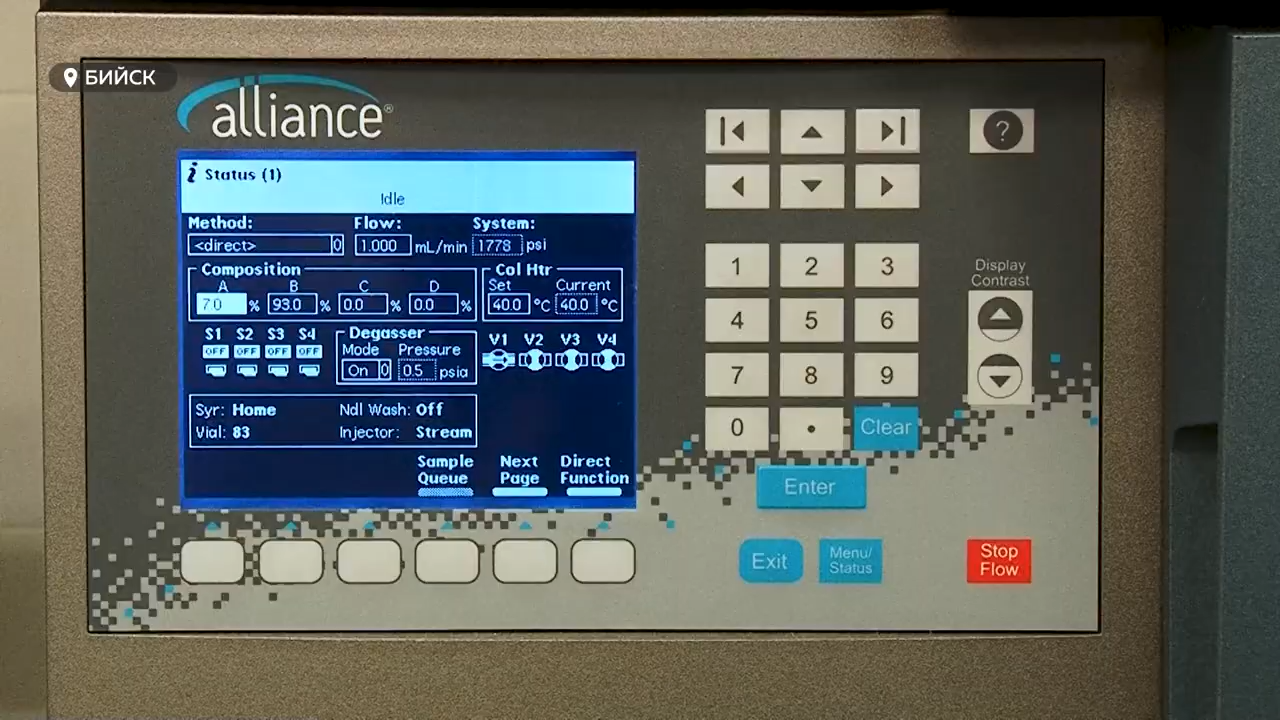 БИЙСК
alliance®
i Status (1)
Idle
Method: Flow: System:
<direct> 0 1.000 mL/min 1778 psi
Composition Col Htr
A B C D Set Current
7.0 % 93.0 % 0.0 % 0.0 % 40.0 °C 40.0 °C
S1 S2 S3 S4 Degasser V1 V2 V3 V4
OFF OFF OFF OFF Mode Pressure
On 0 0.5 psia
Syr: Home Ndl Wash: Off
Vial: 83 Injector: Stream
Sample Next Direct
Queue Page Function
?
1 2 3
4 5 6
7 8 9
0 . Clear
Enter
Exit Menu/
Status
Display
Contrast
Stop
Flow